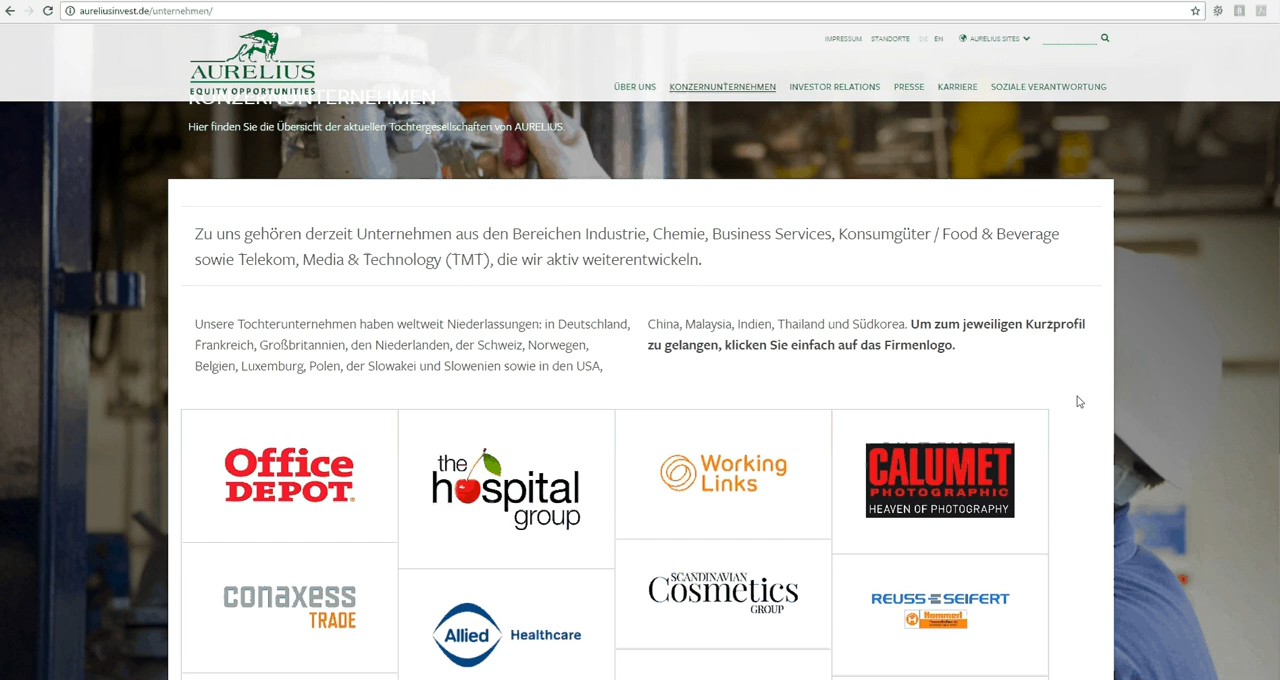 aureliusinvest.de/unternehmen/
IMPRESSUM STANDORTE DE EN AURELIUS SITES
AURELIUS
EQUITY OPPORTUNITIES
ÜBER UNS KONZERNUNTERNEHMEN INVESTOR RELATIONS PRESSE KARRIERE SOZIALE VERANTWORTUNG
KONZERNUNTERNEHMEN
Hier finden Sie die Übersicht der aktuellen Tochtergesellschaften von AURELIUS.
Zu uns gehören derzeit Unternehmen aus den Bereichen Industrie, Chemie, Business Services, Konsumgüter / Food & Beverage
sowie Telekom, Media & Technology (TMT), die wir aktiv weiterentwickeln.
Unsere Tochterunternehmen haben weltweit Niederlassungen: in Deutschland,
Frankreich, Großbritannien, den Niederlanden, der Schweiz, Norwegen,
Belgien, Luxemburg, Polen, der Slowakei und Slowenien sowie in den USA,
China, Malaysia, Indien, Thailand und Südkorea. Um zum jeweiligen Kurzprofil
zu gelangen, klicken Sie einfach auf das Firmenlogo.
Office
DEPOT.
the
hospital
group
Working
Links
CALUMET
PHOTOGRAPHIC
HEAVEN OF PHOTOGRAPHY
conaxess
TRADE
Allied Healthcare
SCANDINAVIAN
Cosmetics
GROUP
REUSS SEIFERT
Hammerl